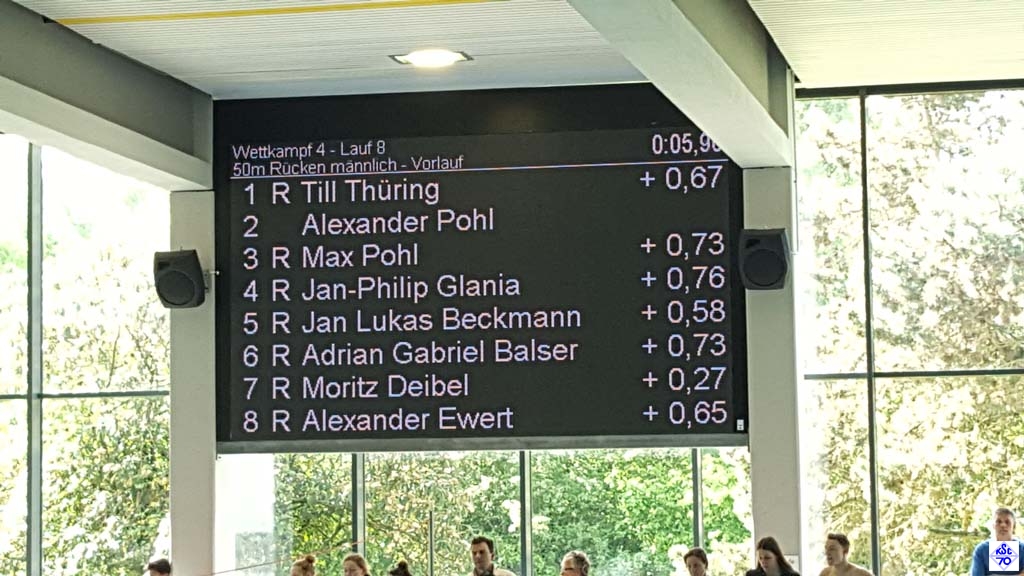 Wettkampf 4 - Lauf 8
0:05,9
50m Rücken männlich - Vorlauf
1 R Till Thüring + 0,67
2 Alexander Pohl
3 R Max Pohl + 0,73
4 R Jan-Philip Glania + 0,76
5 R Jan Lukas Beckmann + 0,58
6 R Adrian Gabriel Balser + 0,73
7 R Moritz Deibel + 0,27
8 R Alexander Ewert + 0,65